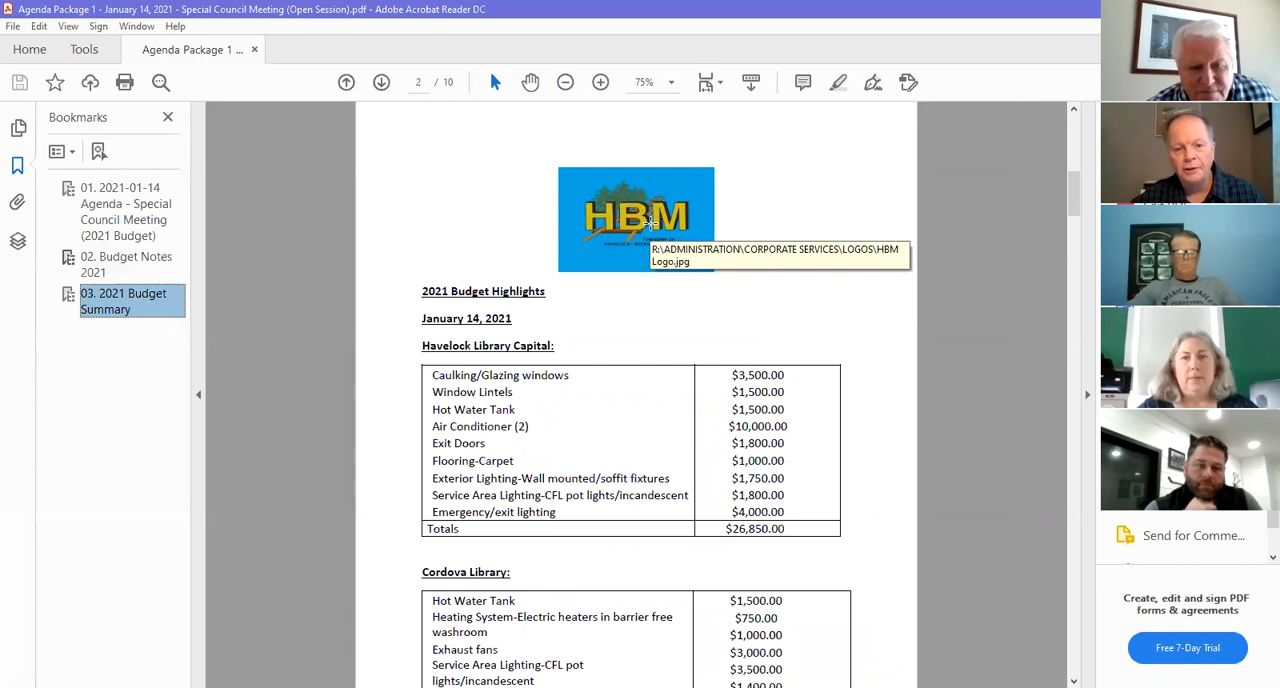 Agenda Package 1 - January 14, 2021 - Special Council Meeting (Open Session).pdf - Adobe Acrobat Reader DC
File Edit View Sign Window Help
Home Tools Agenda Package 1 ... ×
2 / 10 75%
Bookmarks ×
01. 2021-01-14
Agenda - Special
Council Meeting
(2021 Budget)
02. Budget Notes
2021
03. 2021 Budget
Summary
HBM
R:\ADMINISTRATION\CORPORATE SERVICES\LOGOS\HBM
Logo.jpg
2021 Budget Highlights
January 14, 2021
Havelock Library Capital:
Caulking/Glazing windows $3,500.00
Window Lintels $1,500.00
Hot Water Tank $1,500.00
Air Conditioner (2) $10,000.00
Exit Doors $1,800.00
Flooring-Carpet $1,000.00
Exterior Lighting-Wall mounted/soffit fixtures $1,750.00
Service Area Lighting-CFL pot lights/incandescent $1,800.00
Emergency/exit lighting $4,000.00
Totals $26,850.00
Cordova Library:
Hot Water Tank $1,500.00
Heating System-Electric heaters in barrier free $750.00
washroom $1,000.00
Exhaust fans $3,000.00
Service Area Lighting-CFL pot $3,500.00
lights/incandescent $1,400.00
Send for Comme...
Create, edit and sign PDF
forms & agreements
Free 7-Day Trial